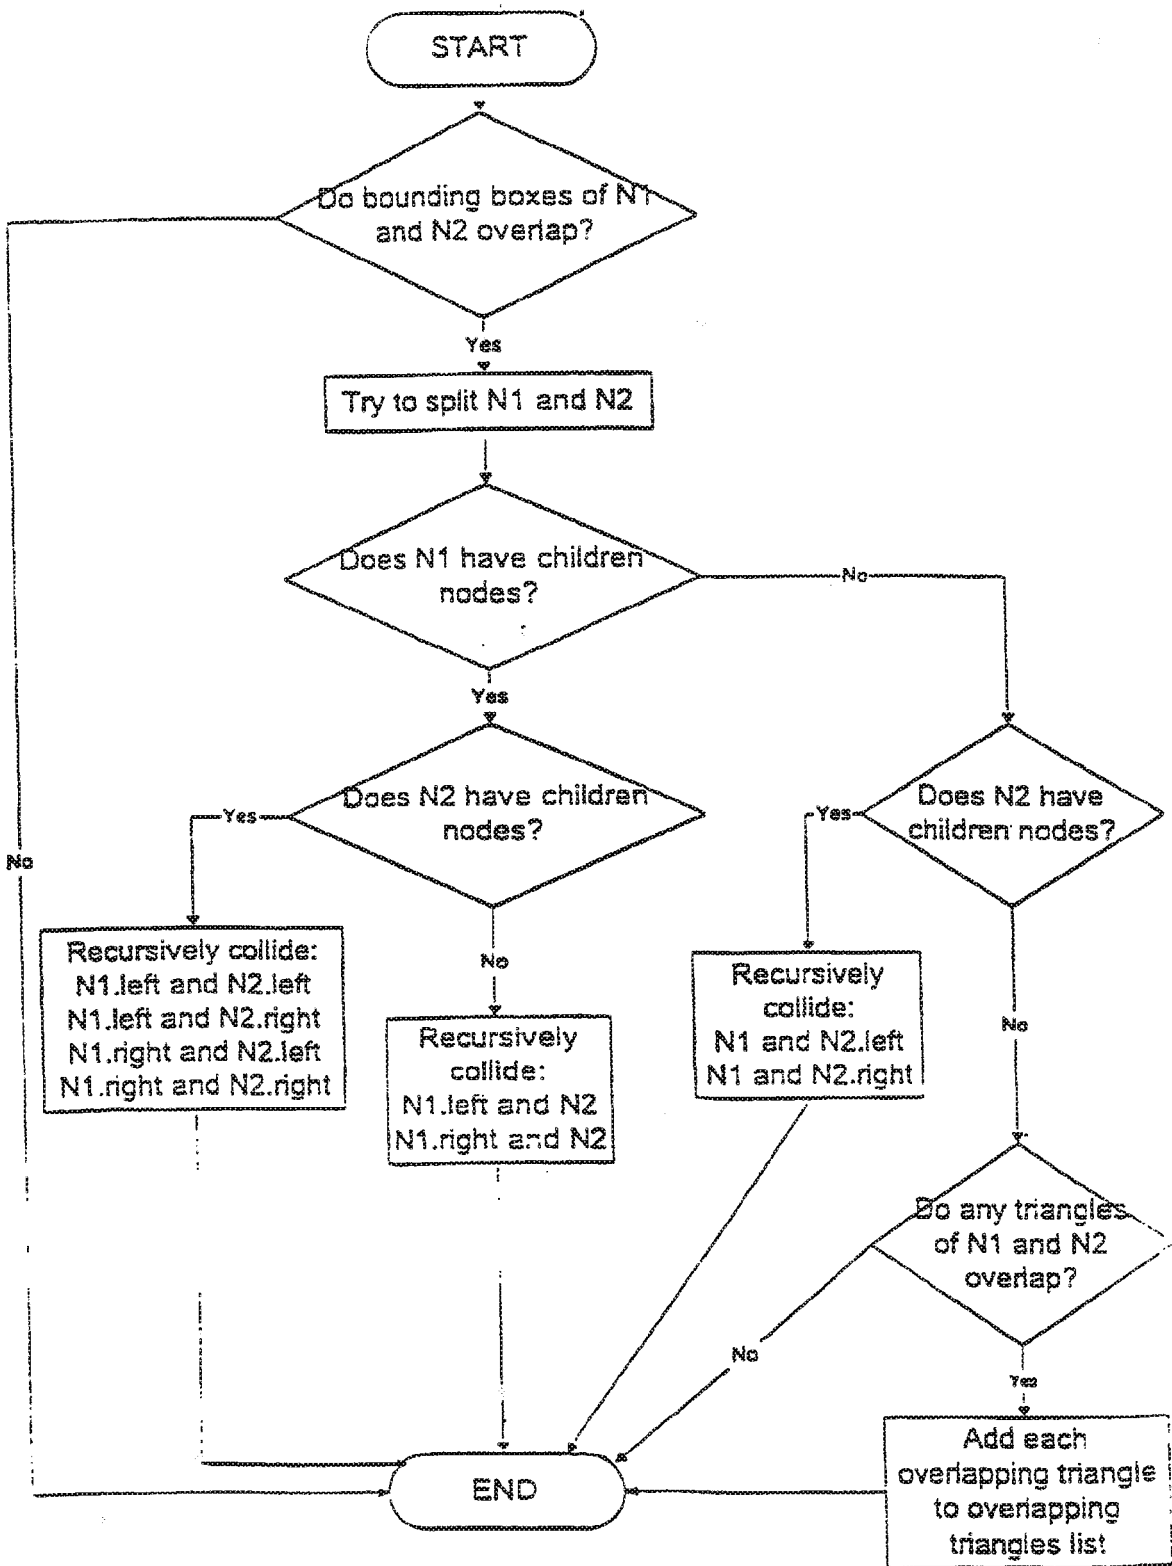 START
Do bounding boxes of N1
and N2 overlap?
Yes
Try to split N1 and N2
Does N1 have children
nodes?
No
Yes
Does N2 have children
nodes?
Yes
Does N2 have
children nodes?
Yes
No
Recursively collide:
N1.left and N2.left
N1.left and N2.right
N1.right and N2.left
N1.right and N2.right
No
Recursively
collide:
N1.left and N2
N1.right and N2
Recursively
collide:
N1 and N2.left
N1 and N2.right
No
Do any triangles
of N1 and N2
overlap?
No
Yes
Add each
overlapping triangle
to overlapping
triangles list
END